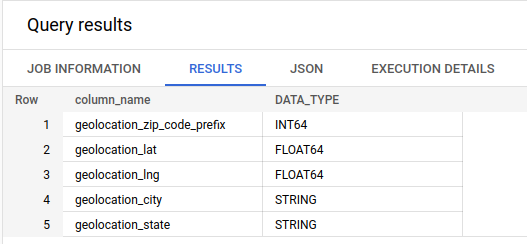 Query results
JOB INFORMATION RESULTS JSON EXECUTION DETAILS
Row column_name DATA_TYPE
1 geolocation_zip_code_prefix INT64
2 geolocation_lat FLOAT64
3 geolocation_lng FLOAT64
4 geolocation_city STRING
5 geolocation_state STRING